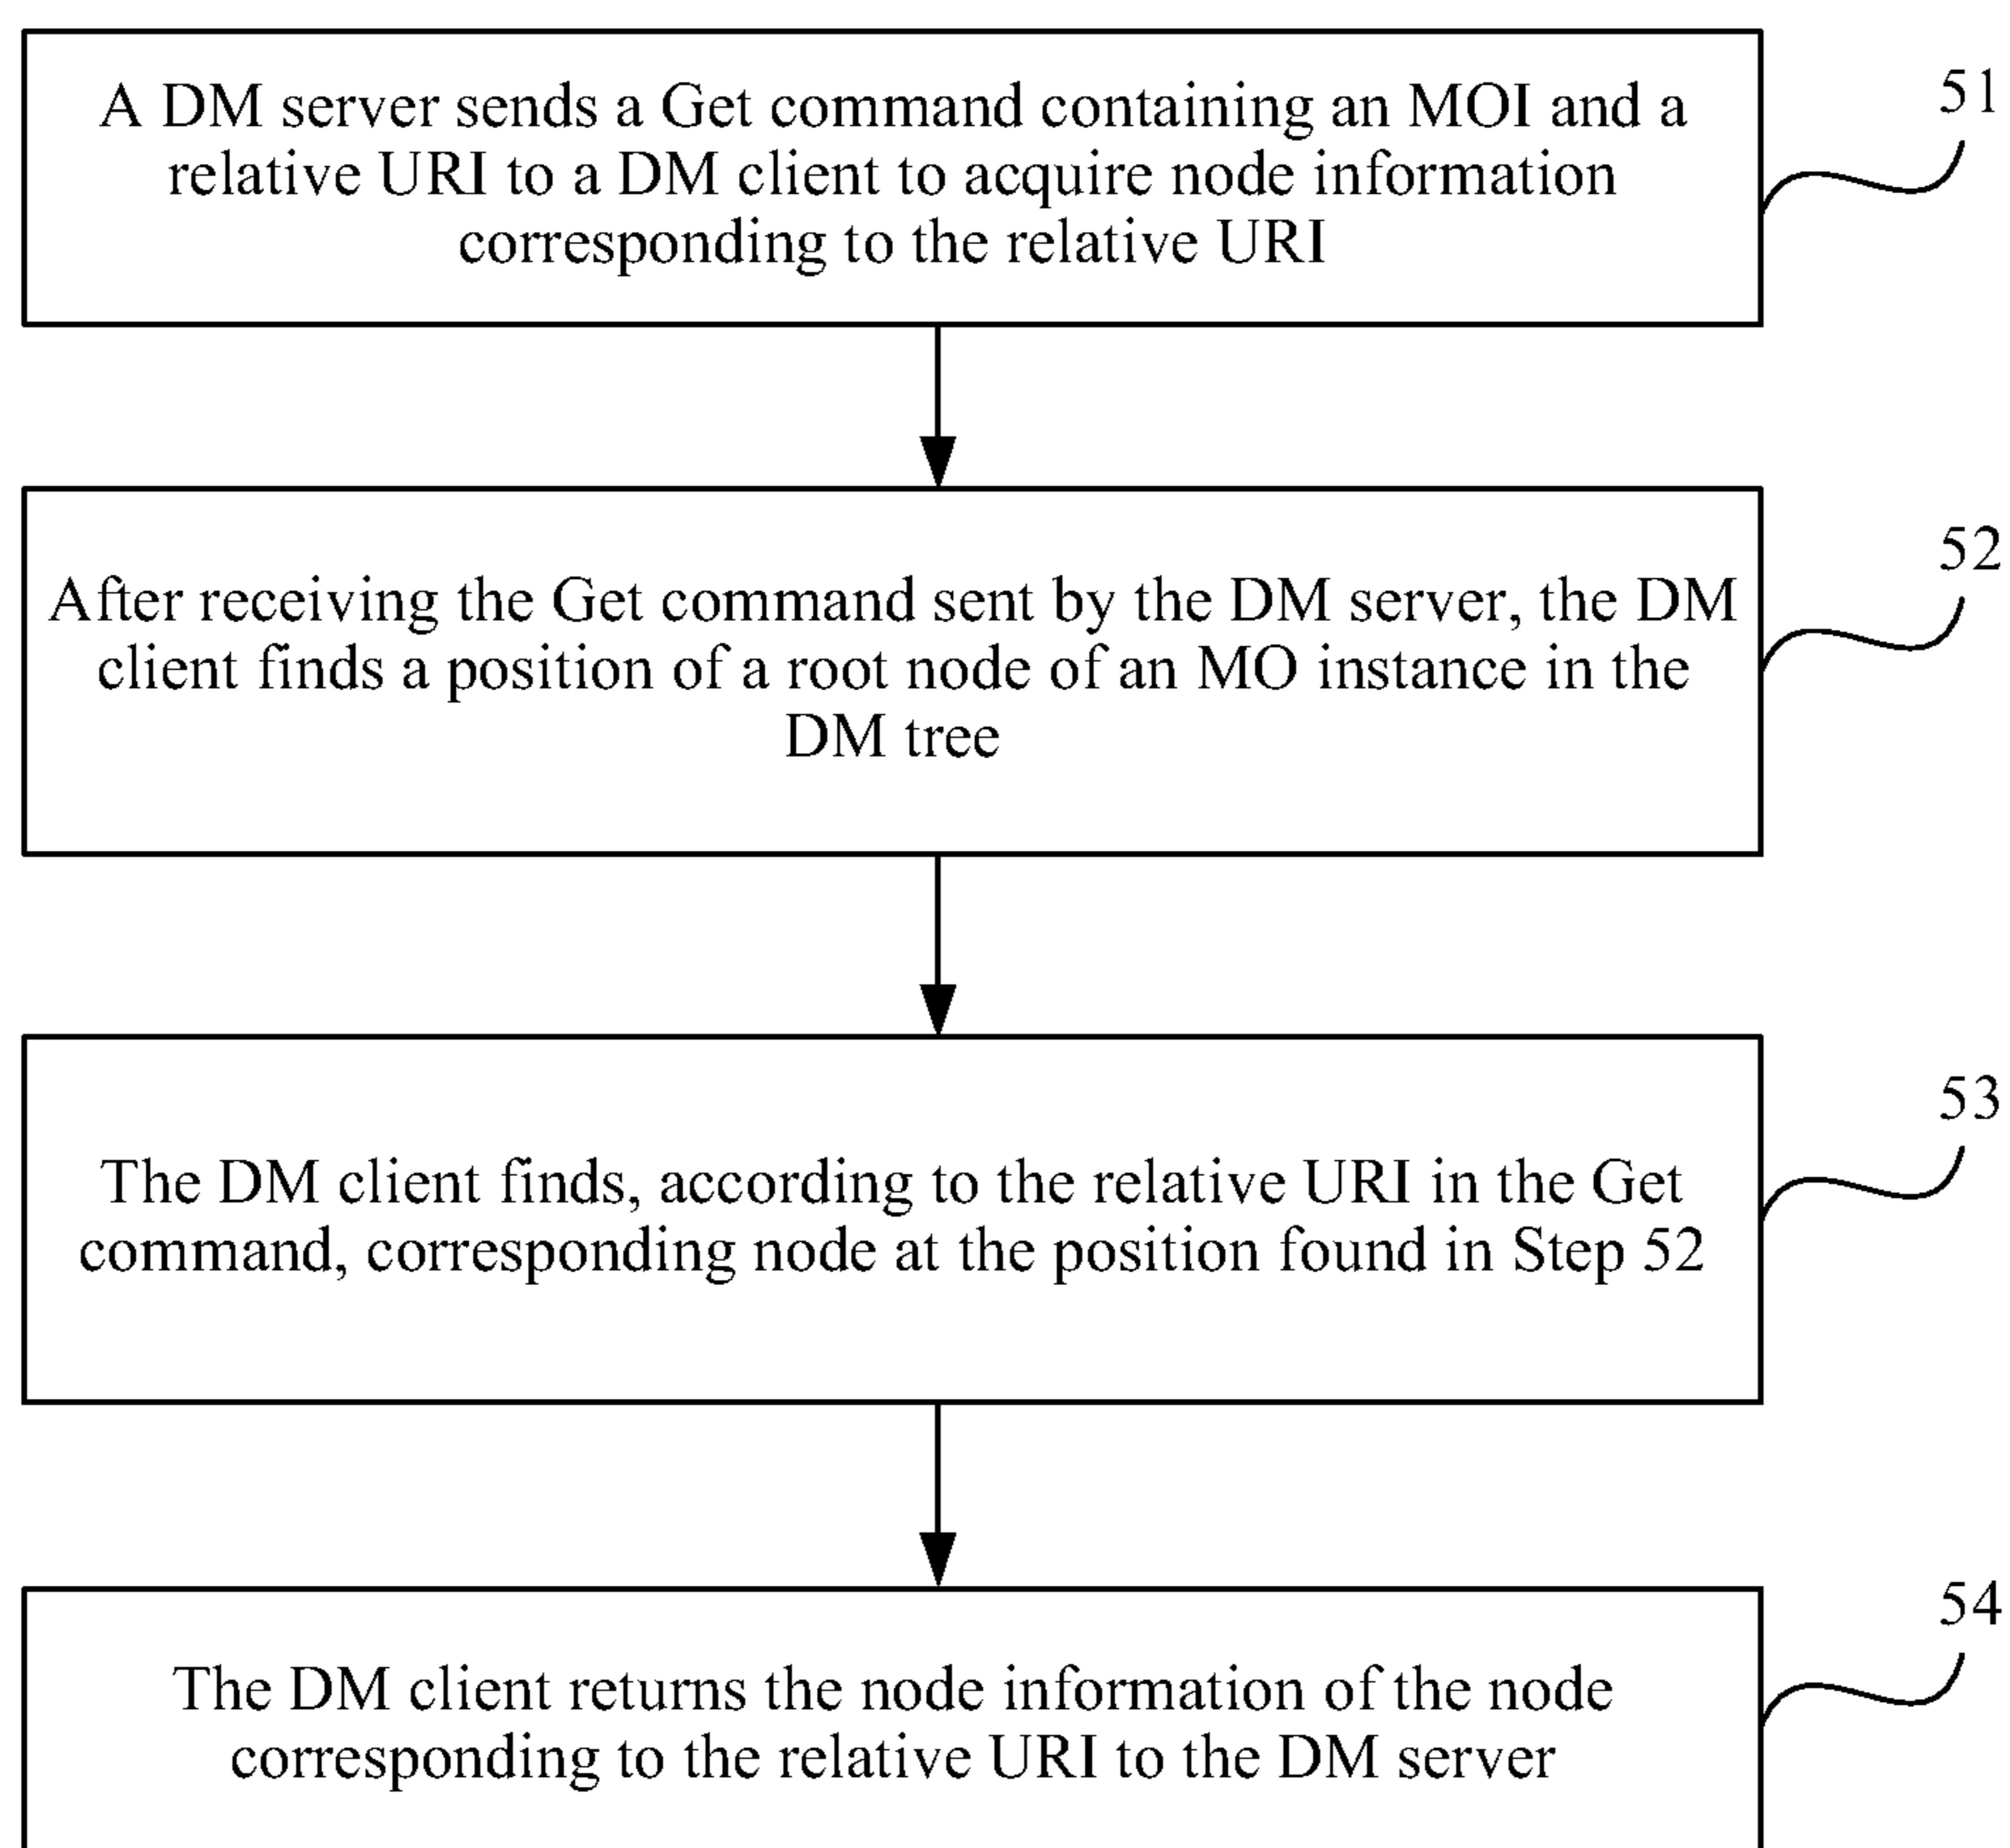 A DM server sends a Get command containing an MOI and a
relative URI to a DM client to acquire node information
corresponding to the relative URI
51
After receiving the Get command sent by the DM server, the DM
client finds a position of a root node of an MO instance in the
DM tree
52
The DM client finds, according to the relative URI in the Get
command, corresponding node at the position found in Step 52
53
The DM client returns the node information of the node
corresponding to the relative URI to the DM server
54